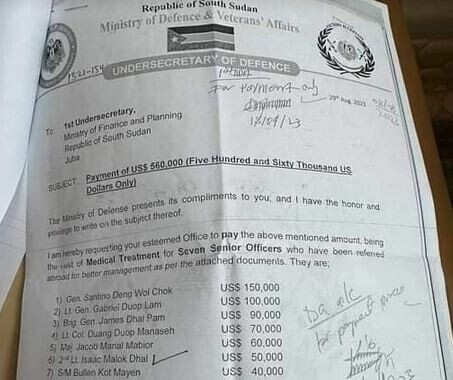 Republic of South Sudan
Ministry of Defence & Veterans' Affairs
UNDERSECRETARY OF DEFENCE
For Payment only
29th Aug, 2023
To 1st Undersecretary,
Ministry of Finance and Planning
Republic of South Sudan
Juba
SUBJECT: Payment of US$ 560,000 (Five Hundred and Sixty Thousand US
Dollars Only)
The Ministry of Defense presents its compliments to you, and I have the honor and
privilege to write on the subject thereof.
I am hereby requesting your esteemed Office to pay the above mentioned amount, being
the cost of Medical Treatment for Seven Senior Officers who have been referred
abroad for better management as per the attached documents. They are;
1) Gen. Santino Deng Wol Chok US$ 150,000
2) Lt. Gen. Gabriel Duop Lam US$ 100,000
3) Brig. Gen. James Dhal Pam US$ 90,000
4) Lt. Col. Duang Duop Manaseh US$ 70,000
5) Maj. Jacob Marial Mabior US$ 60,000
6) 2nd Lt. Isaac Malok Dhal US$ 50,000
7) S/M Bullen Kot Mayen US$ 40,000